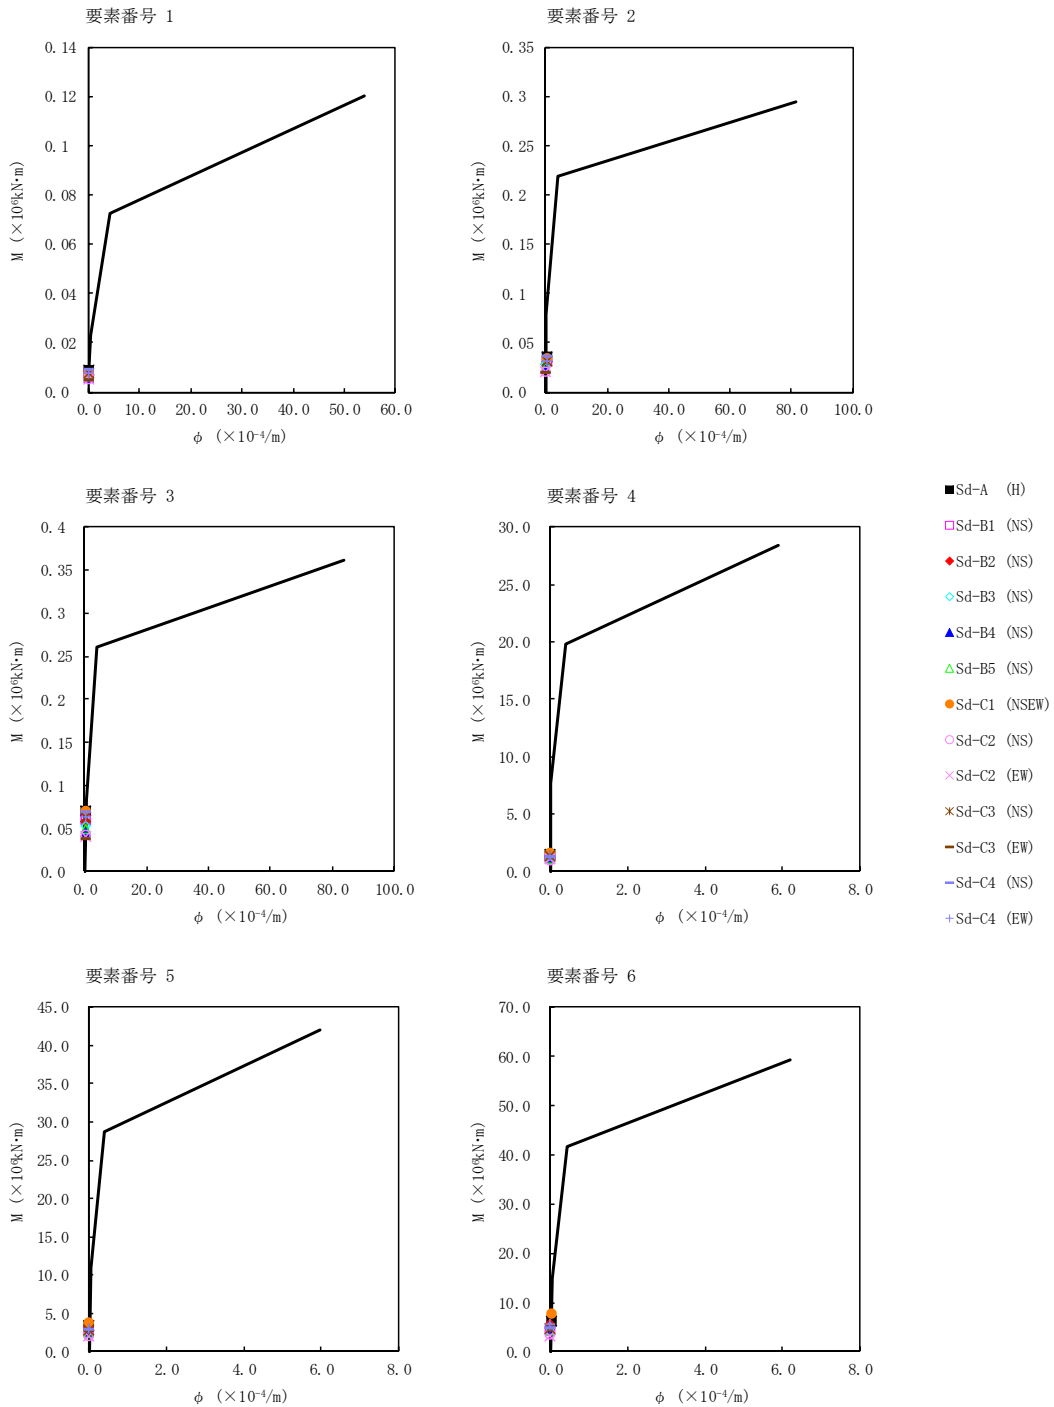 要素番号 1
0.14
0.12
0.1
0.08
0.06
0.04
0.02
0.0
M (×10⁶kN・m)
0.0 10.0 20.0 30.0 40.0 50.0 60.0
φ (×10⁻⁴/m)
要素番号 2
0.35
0.3
0.25
0.2
0.15
0.1
0.05
0.0
M (×10⁶kN・m)
0.0 20.0 40.0 60.0 80.0 100.0
φ (×10⁻⁴/m)
要素番号 3
0.4
0.35
0.3
0.25
0.2
0.15
0.1
0.05
0.0
M (×10⁶kN・m)
0.0 20.0 40.0 60.0 80.0 100.0
φ (×10⁻⁴/m)
要素番号 4
30.0
25.0
20.0
15.0
10.0
5.0
0.0
M (×10⁶kN・m)
0.0 2.0 4.0 6.0 8.0
φ (×10⁻⁴/m)
Sd-A (H)
Sd-B1 (NS)
Sd-B2 (NS)
Sd-B3 (NS)
Sd-B4 (NS)
Sd-B5 (NS)
Sd-C1 (NSEW)
Sd-C2 (NS)
Sd-C2 (EW)
Sd-C3 (NS)
Sd-C3 (EW)
Sd-C4 (NS)
Sd-C4 (EW)
要素番号 5
45.0
40.0
35.0
30.0
25.0
20.0
15.0
10.0
5.0
0.0
M (×10⁶kN・m)
0.0 2.0 4.0 6.0 8.0
φ (×10⁻⁴/m)
要素番号 6
70.0
60.0
50.0
40.0
30.0
20.0
10.0
0.0
M (×10⁶kN・m)
0.0 2.0 4.0 6.0 8.0
φ (×10⁻⁴/m)